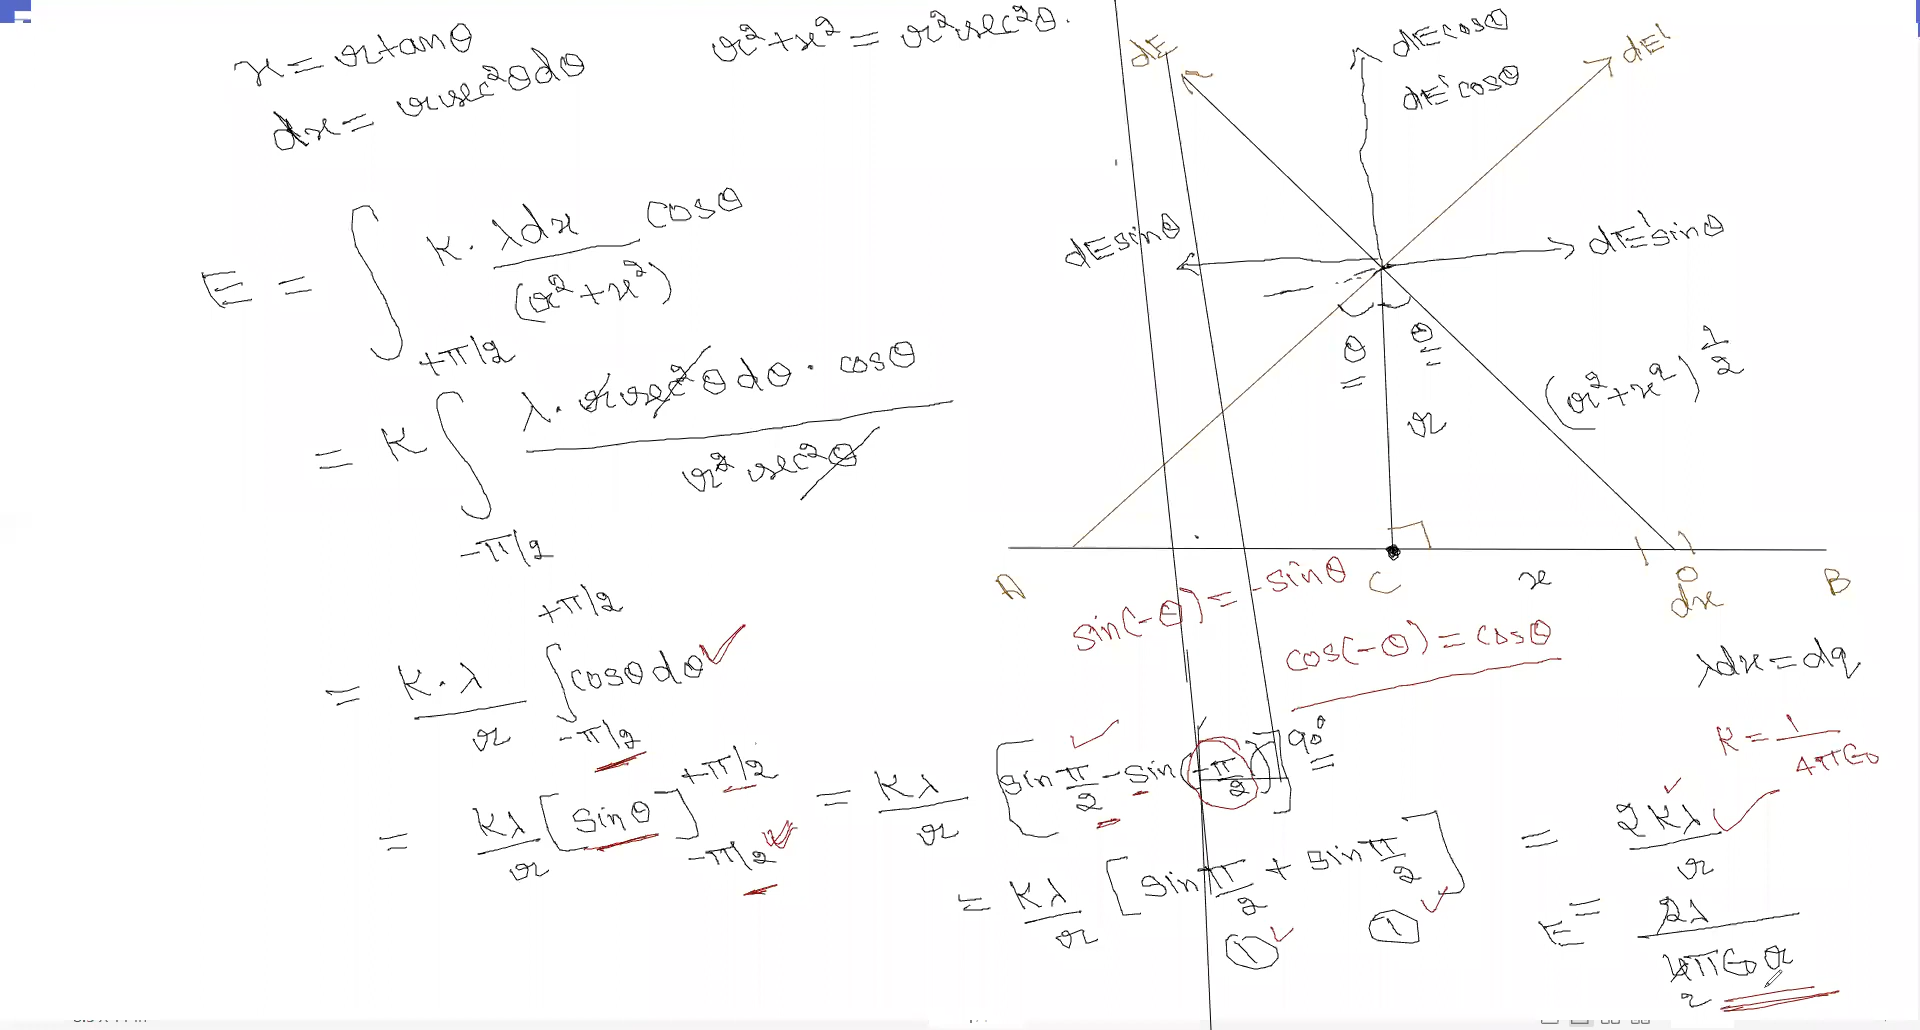 x = r tanθ
dx = r sec²θ dθ
r² + x² = r² sec²θ.
E = ∫ K. λdx / (r² + x²) cosθ
= K ∫_{-π/2}^{+π/2} λ. r sec²θ dθ . cosθ / r² sec²θ
= K.λ / r ∫_{-π/2}^{+π/2} cosθ dθ
= Kλ / r [sinθ]_{-π/2}^{+π/2}
= Kλ / r [sin π/2 - sin(-π/2)]
90°
= Kλ / r [sin π/2 + sin π/2]
1 1
= 2Kλ / r
E = 2λ / 4πϵ₀ r
2
dE
dE cosθ
dE' cosθ
dE'
dE sinθ
dE' sinθ
θ θ
r
(r² + x²)^{1/2}
A C x dx B
sin(-θ) = -sinθ
cos(-θ) = cosθ
λdx = dq
K = 1 / 4πϵ₀